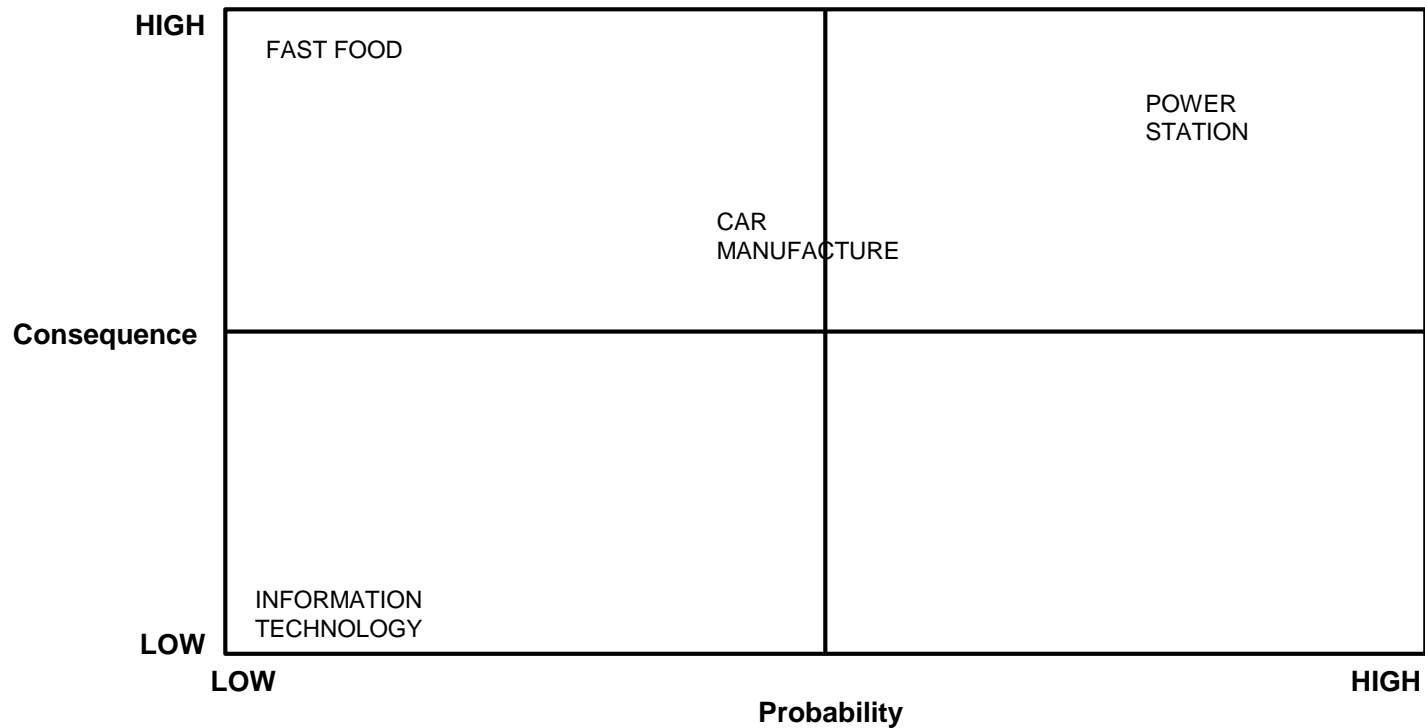 HIGH
FAST FOOD
POWER
STATION
CAR
MANUFACTURE
Consequence
INFORMATION
TECHNOLOGY
LOW
LOW
HIGH
Probability